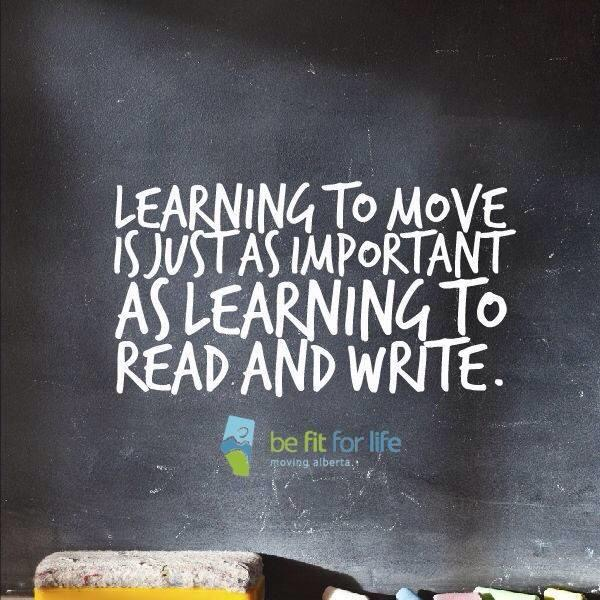 LEARNING TO MOVE
IS JUST AS IMPORTANT
AS LEARNING TO
READ AND WRITE.
be fit for life
moving alberta.